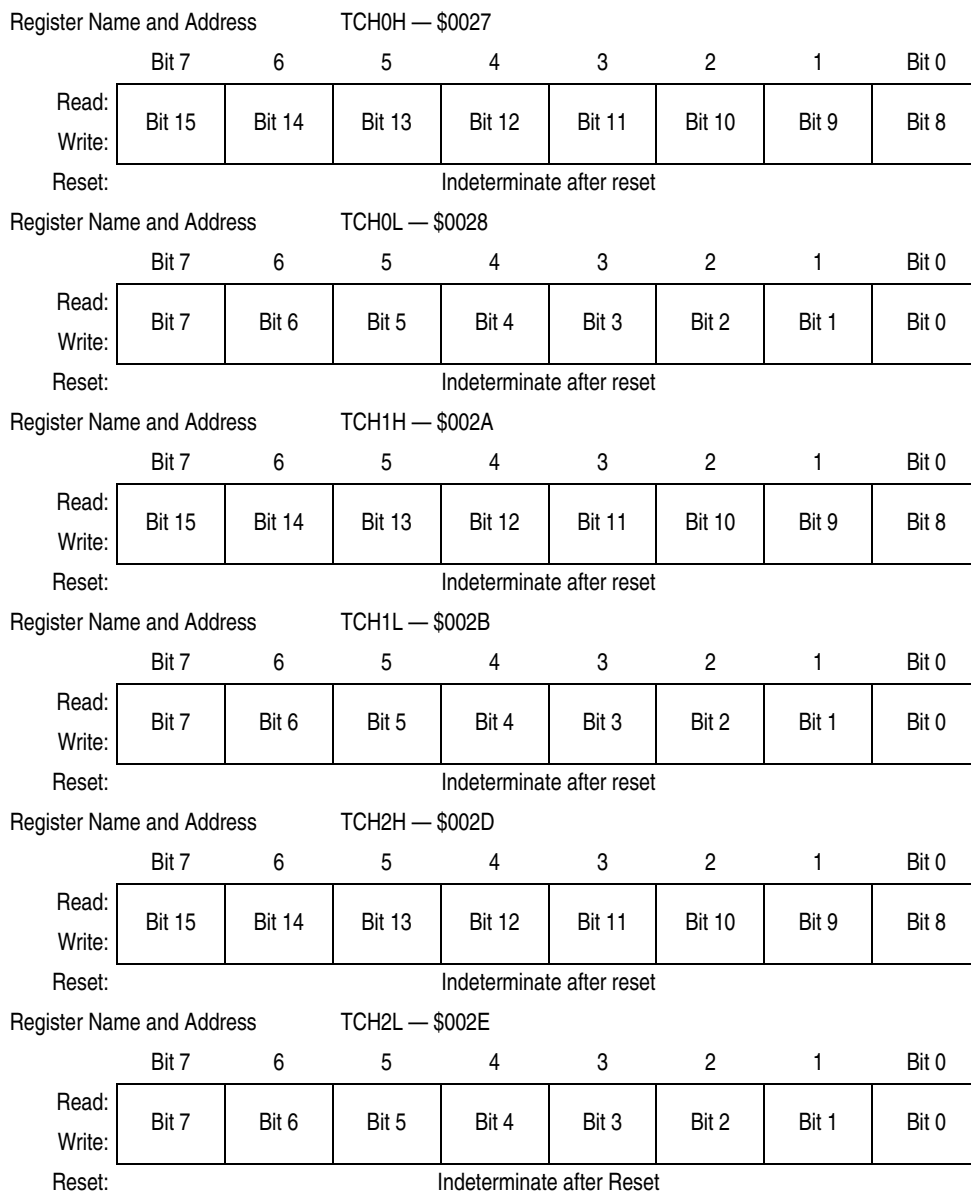 Register Name and Address TCH0H — $0027
Bit 7 6 5 4 3 2 1 Bit 0
Read:
Bit 15 Bit 14 Bit 13 Bit 12 Bit 11 Bit 10 Bit 9 Bit 8
Write:
Reset: Indeterminate after reset
Register Name and Address TCH0L — $0028
Bit 7 6 5 4 3 2 1 Bit 0
Read:
Bit 7 Bit 6 Bit 5 Bit 4 Bit 3 Bit 2 Bit 1 Bit 0
Write:
Reset: Indeterminate after reset
Register Name and Address TCH1H — $002A
Bit 7 6 5 4 3 2 1 Bit 0
Read:
Bit 15 Bit 14 Bit 13 Bit 12 Bit 11 Bit 10 Bit 9 Bit 8
Write:
Reset: Indeterminate after reset
Register Name and Address TCH1L — $002B
Bit 7 6 5 4 3 2 1 Bit 0
Read:
Bit 7 Bit 6 Bit 5 Bit 4 Bit 3 Bit 2 Bit 1 Bit 0
Write:
Reset: Indeterminate after reset
Register Name and Address TCH2H — $002D
Bit 7 6 5 4 3 2 1 Bit 0
Read:
Bit 15 Bit 14 Bit 13 Bit 12 Bit 11 Bit 10 Bit 9 Bit 8
Write:
Reset: Indeterminate after reset
Register Name and Address TCH2L — $002E
Bit 7 6 5 4 3 2 1 Bit 0
Read:
Bit 7 Bit 6 Bit 5 Bit 4 Bit 3 Bit 2 Bit 1 Bit 0
Write:
Reset: Indeterminate after Reset